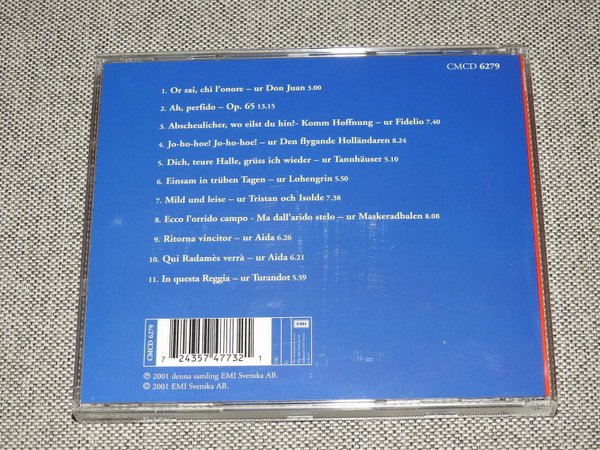 CMCD 6279
1. Or sai, chi l'onore – ur Don Juan 3.00
2. Ah, perfido – Op. 65 13.15
3. Abscheulicher, wo eilst du hin?- Komm Hoffnung – ur Fidelio 7.40
4. Jo-ho-hoe! Jo-ho-hoe! – ur Den flygande Holländaren 8.24
5. Dich, teure Halle, grüss ich wieder – ur Tannhäuser 5.10
6. Einsam in trüben Tagen – ur Lohengrin 5.50
7. Mild und leise – ur Tristan och Isolde 7.38
8. Ecco l'orrido campo - Ma dall'arido stelo – ur Maskeradbalen 8.08
9. Ritorna vincitor – ur Aida 6.26
10. Qui Radamès verrà – ur Aida 6.21
11. In questa Reggia – ur Turandot 5.59
CMCD 6279
EMI
7 24357 47732 1
℗ 2001 denna samling EMI Svenska AB.
© 2001 EMI Svenska AB.